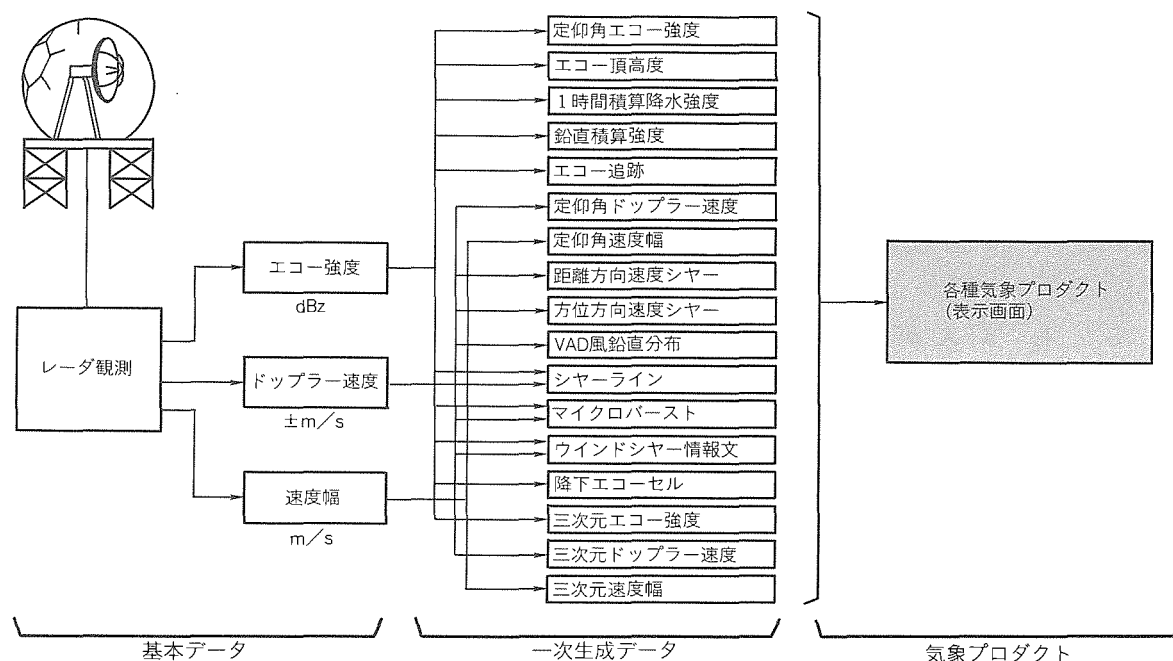 定仰角エコー強度
エコー頂高度
1時間積算降水強度
鉛直積算強度
エコー追跡
定仰角ドップラー速度
定仰角速度幅
距離方向速度シヤー
方位方向速度シヤー
VAD風鉛直分布
シヤーライン
マイクロバースト
ウインドシヤー情報文
降下エコーセル
三次元エコー強度
三次元ドップラー速度
三次元速度幅
レーダ観測
エコー強度
dBz
ドップラー速度
±m/s
速度幅
m/s
各種気象プロダクト
(表示画面)
基本データ
一次生成データ
気象プロダクト